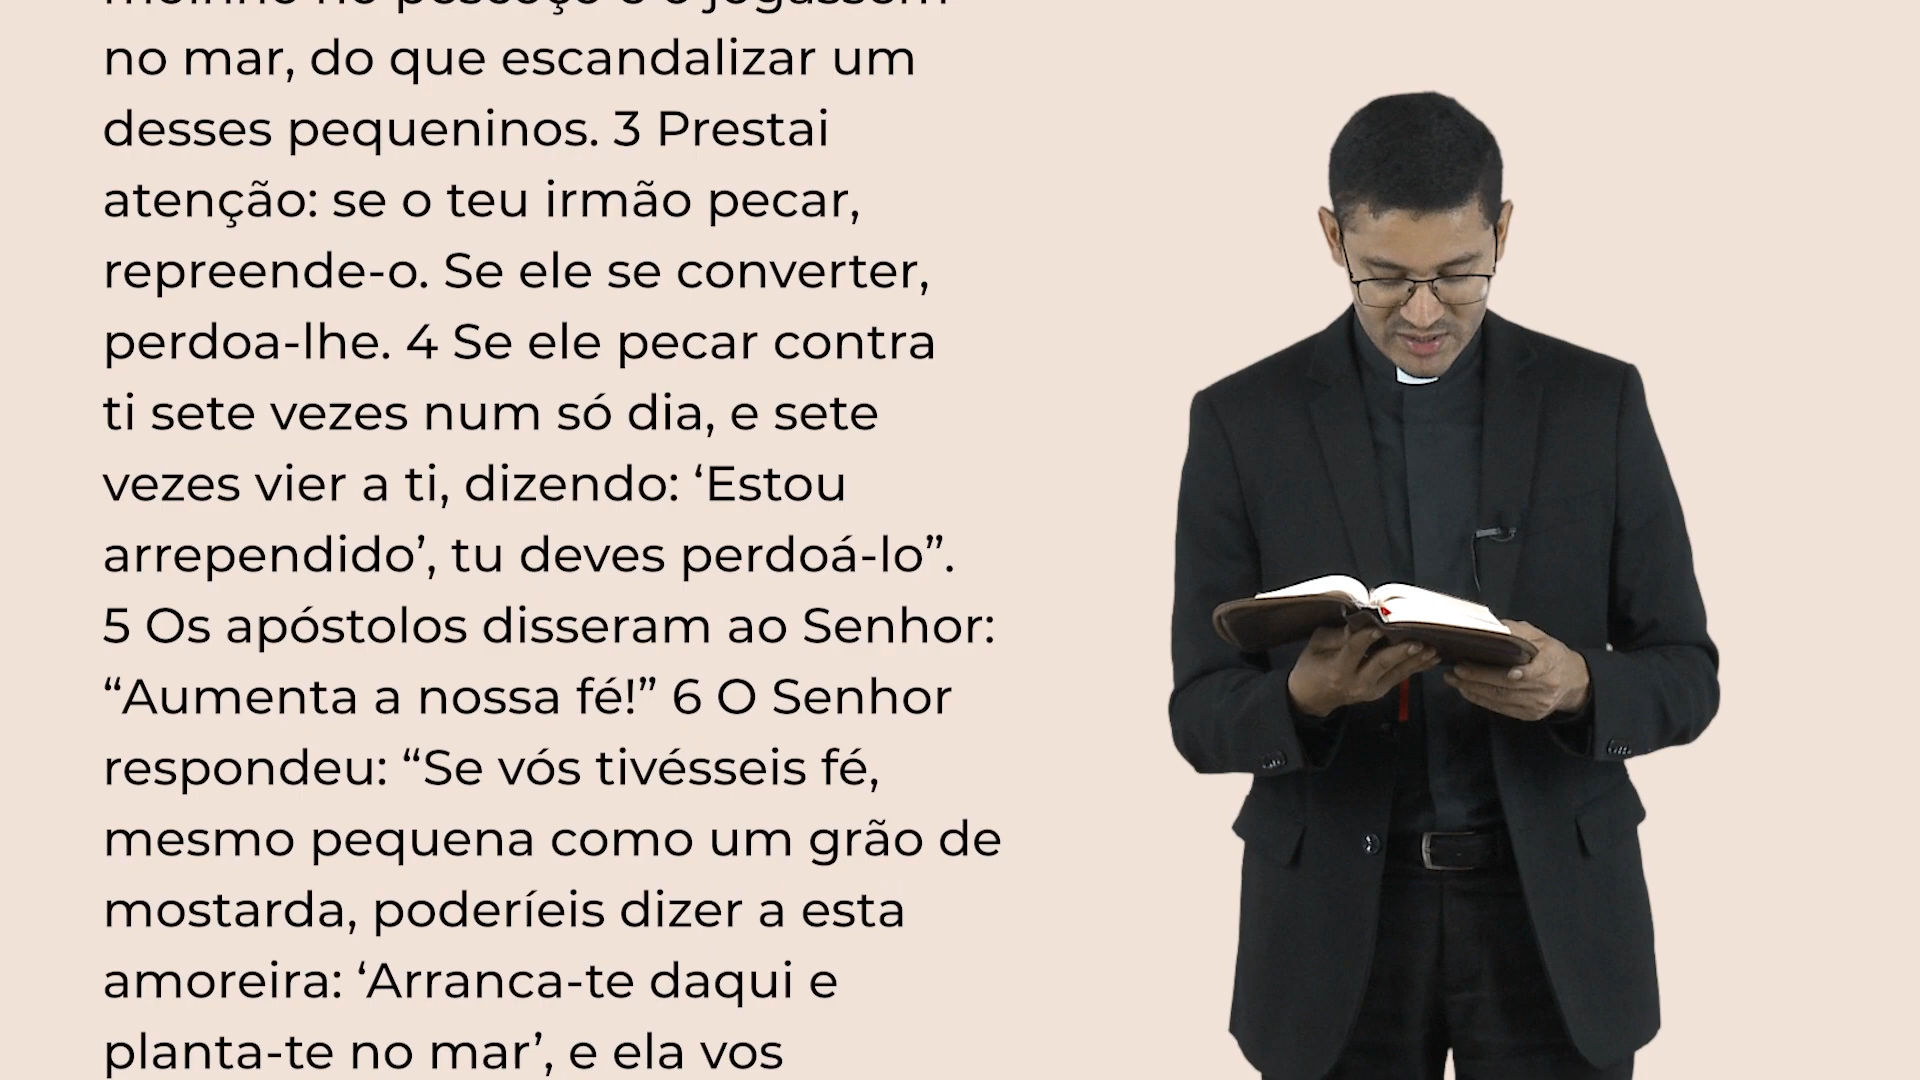 moinho no pescoço e o jogassem
no mar, do que escandalizar um
desses pequeninos. 3 Prestai
atenção: se o teu irmão pecar,
repreende-o. Se ele se converter,
perdoa-lhe. 4 Se ele pecar contra
ti sete vezes num só dia, e sete
vezes vier a ti, dizendo: ‘Estou
arrependido’, tu deves perdoá-lo”.
5 Os apóstolos disseram ao Senhor:
“Aumenta a nossa fé!” 6 O Senhor
respondeu: “Se vós tivésseis fé,
mesmo pequena como um grão de
mostarda, poderíeis dizer a esta
amoreira: ‘Arranca-te daqui e
planta-te no mar’, e ela vos